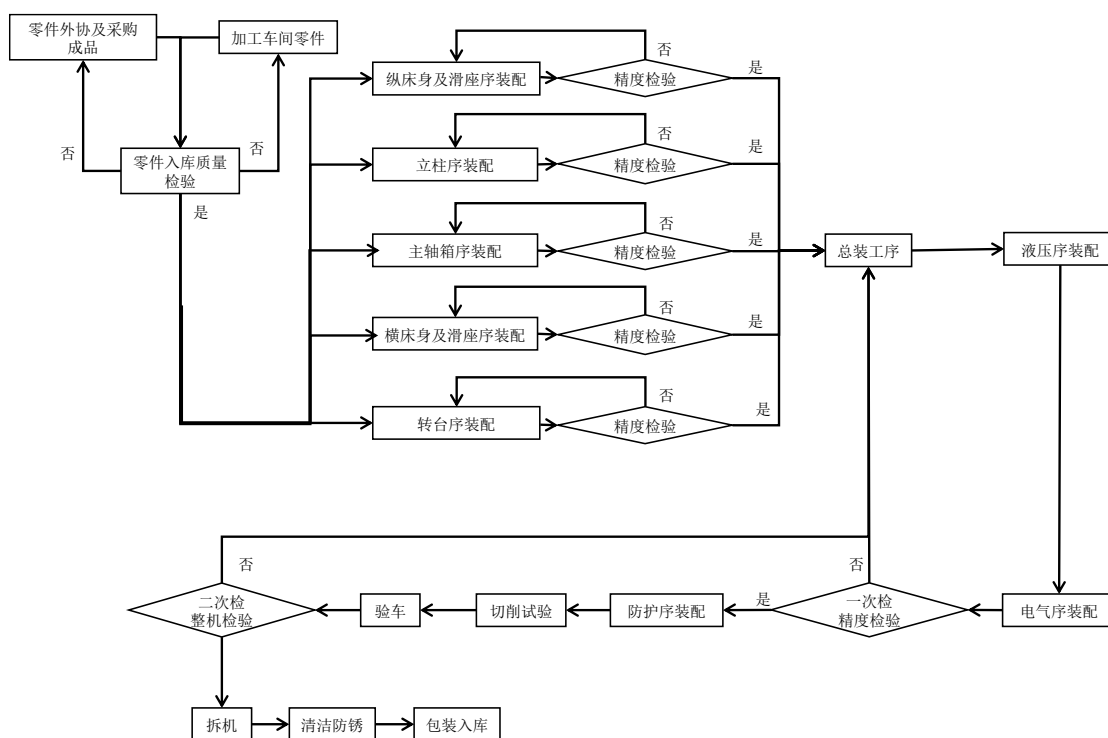 零件外协及采购
成品
加工车间零件
否
否
零件入库质量
检验
是
纵床身及滑座序装配
否
精度检验
是
立柱序装配
否
精度检验
是
主轴箱序装配
否
精度检验
是
横床身及滑座序装配
否
精度检验
是
转台序装配
否
精度检验
是
总装工序
液压序装配
电气序装配
否
一次检
精度检验
是
防护序装配
切削试验
验车
否
二次检
整机检验
拆机
清洁防锈
包装入库